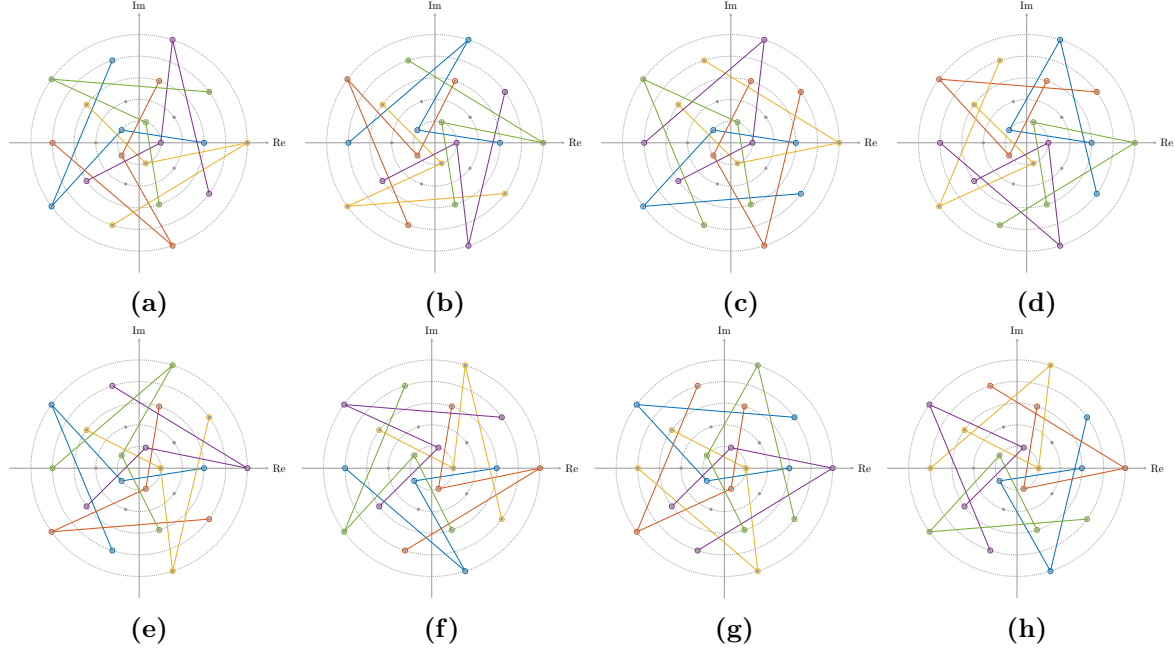 Im Im Im Im
Re Re Re Re
(a) (b) (c) (d)
Im Im Im Im
Re Re Re Re
(e) (f) (g) (h)